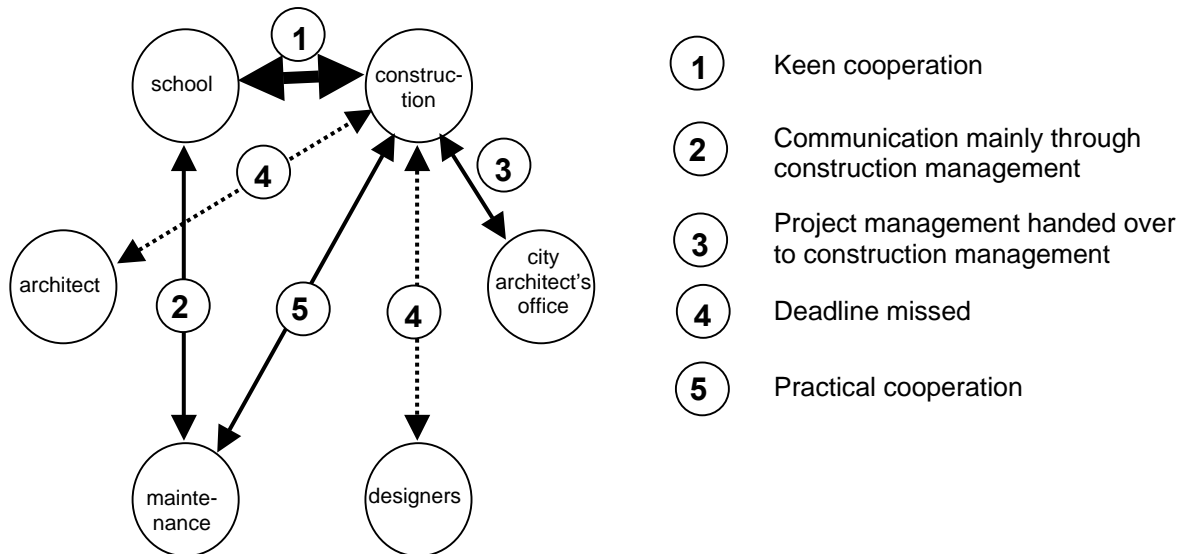 1
school
construc-
tion
4
3
architect
city
architect's
office
2
5
4
mainte-
nance
designers
1 Keen cooperation
2 Communication mainly through
construction management
3 Project management handed over
to construction management
4 Deadline missed
5 Practical cooperation